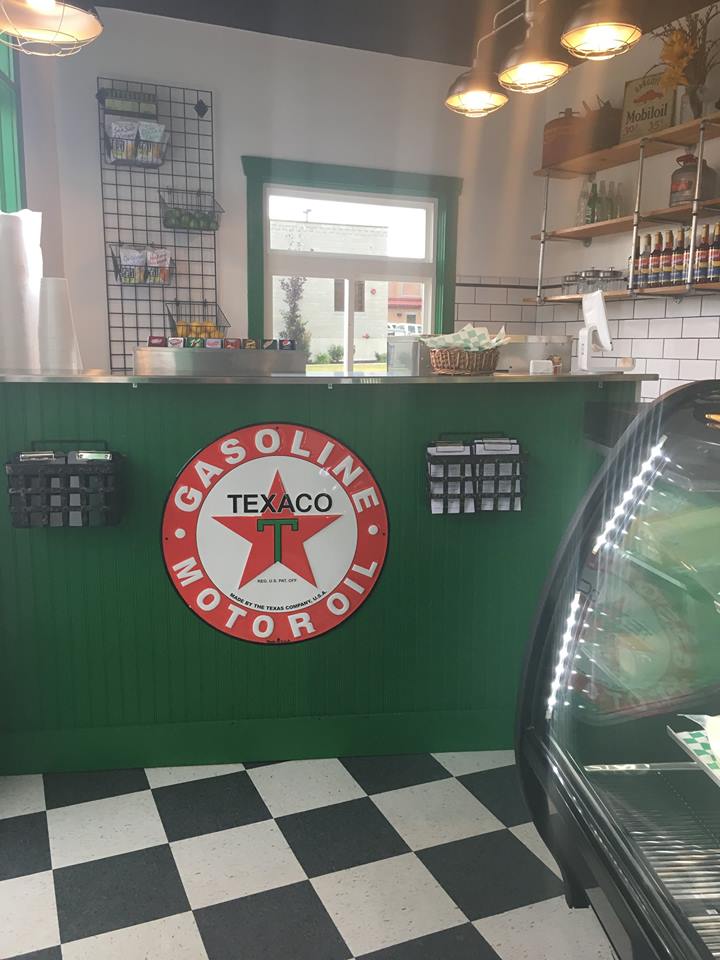 Mobiloil
GASOLINE
TEXACO
T
REG. U.S. PAT. OFF
MADE BY THE TEXAS COMPANY, U.S.A.
MOTOR OIL